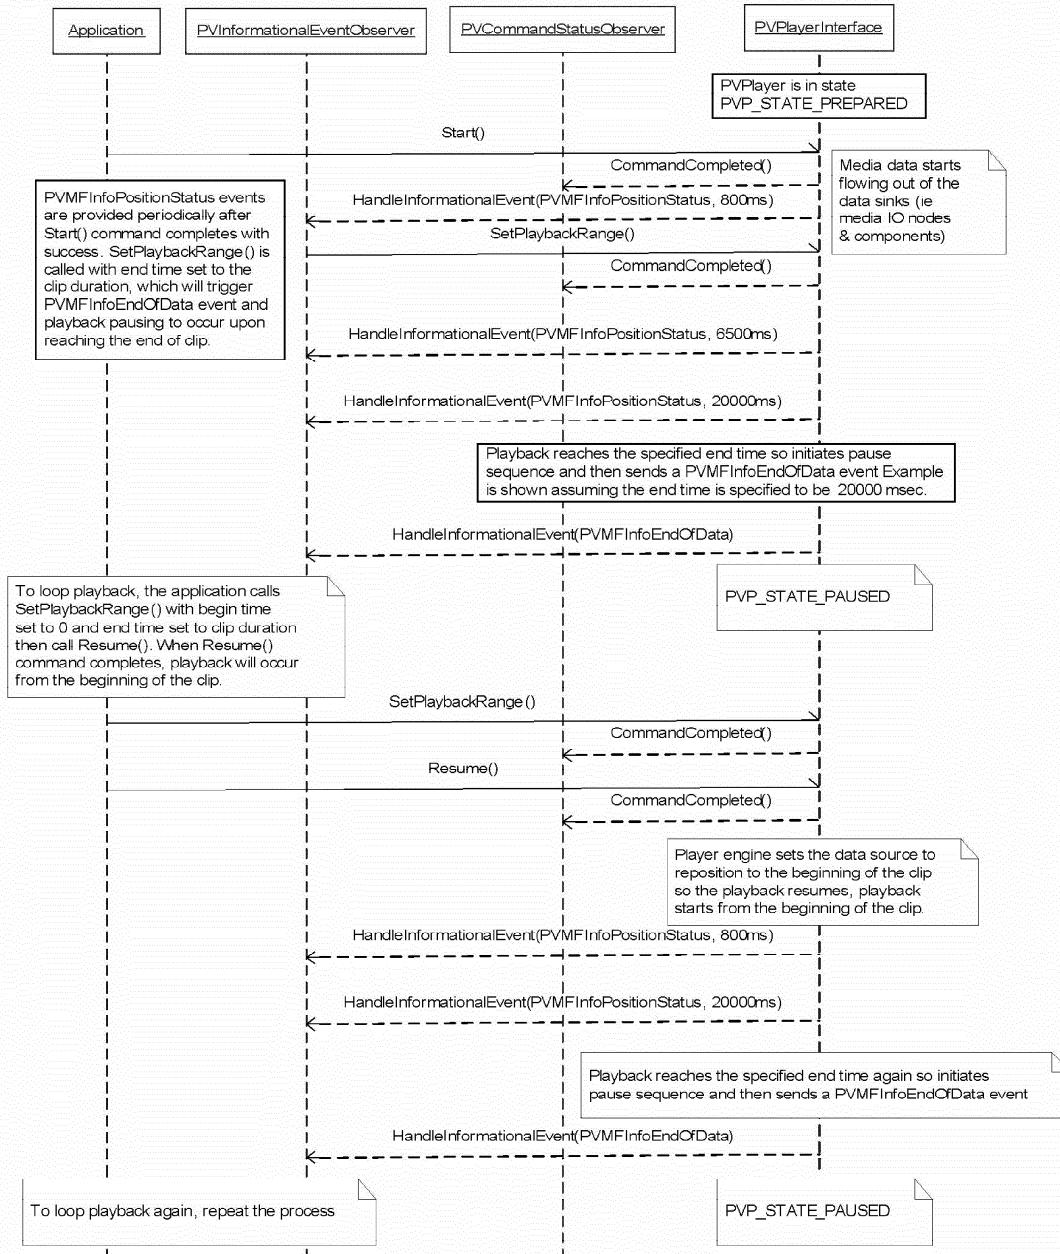 Application
PVInformationalEventObserver
PVCommandStatusObserver
PVPlayerInterface
PVPlayer is in state
PVP_STATE_PREPARED
Start()
CommandCompleted()
Media data starts
flowing out of the
data sinks (ie
media IO nodes
& components)
PVMFInfoPositionStatus events
are provided periodically after
Start() command completes with
success. SetPlaybackRange() is
called with end time set to the
clip duration, which will trigger
PVMFInfoEndOfData event and
playback pausing to occur upon
reaching the end of clip.
HandleInformationalEvent(PVMFInfoPositionStatus, 800ms)
SetPlaybackRange()
CommandCompleted()
HandleInformationalEvent(PVMFInfoPositionStatus, 6500ms)
HandleInformationalEvent(PVMFInfoPositionStatus, 20000ms)
Playback reaches the specified end time so initiates pause
sequence and then sends a PVMFInfoEndOfData event Example
is shown assuming the end time is specified to be 20000 msec.
HandleInformationalEvent(PVMFInfoEndOfData)
To loop playback, the application calls
SetPlaybackRange() with begin time
set to 0 and end time set to clip duration
then call Resume(). When Resume()
command completes, playback will occur
from the beginning of the clip.
PVP_STATE_PAUSED
SetPlaybackRange()
CommandCompleted()
Resume()
CommandCompleted()
Player engine sets the data source to
reposition to the beginning of the clip
so the playback resumes, playback
starts from the beginning of the clip.
HandleInformationalEvent(PVMFInfoPositionStatus, 800ms)
HandleInformationalEvent(PVMFInfoPositionStatus, 20000ms)
Playback reaches the specified end time again so initiates
pause sequence and then sends a PVMFInfoEndOfData event
HandleInformationalEvent(PVMFInfoEndOfData)
To loop playback again, repeat the process
PVP_STATE_PAUSED